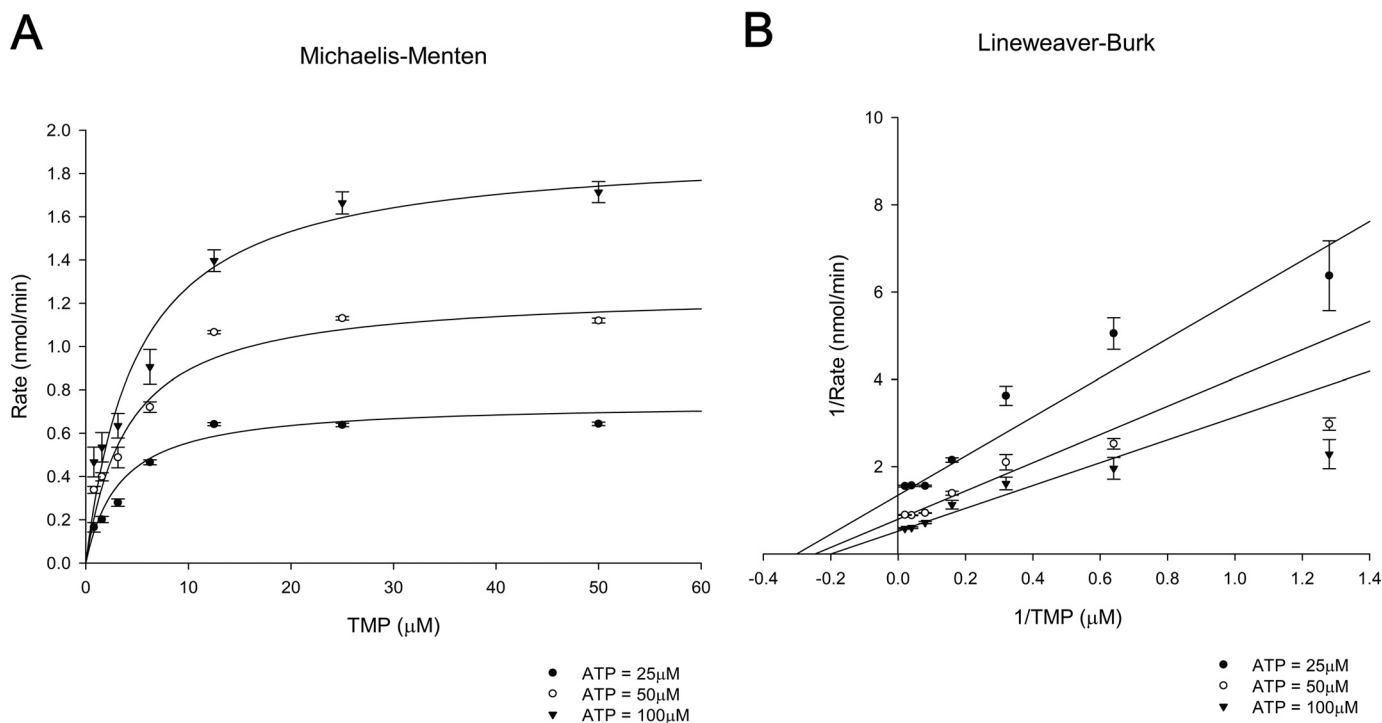 A
Michaelis-Menten
2.0
1.8
1.6
1.4
1.2
1.0
0.8
0.6
0.4
0.2
0.0
Rate (nmol/min)
0
10
20
30
40
50
60
TMP (μM)
ATP = 25μM
ATP = 50μM
ATP = 100μM
B
Lineweaver-Burk
10
8
6
4
2
1/Rate (nmol/min)
-0.4
-0.2
0.0
0.2
0.4
0.6
0.8
1.0
1.2
1.4
1/TMP (μM)
ATP = 25μM
ATP = 50μM
ATP = 100μM